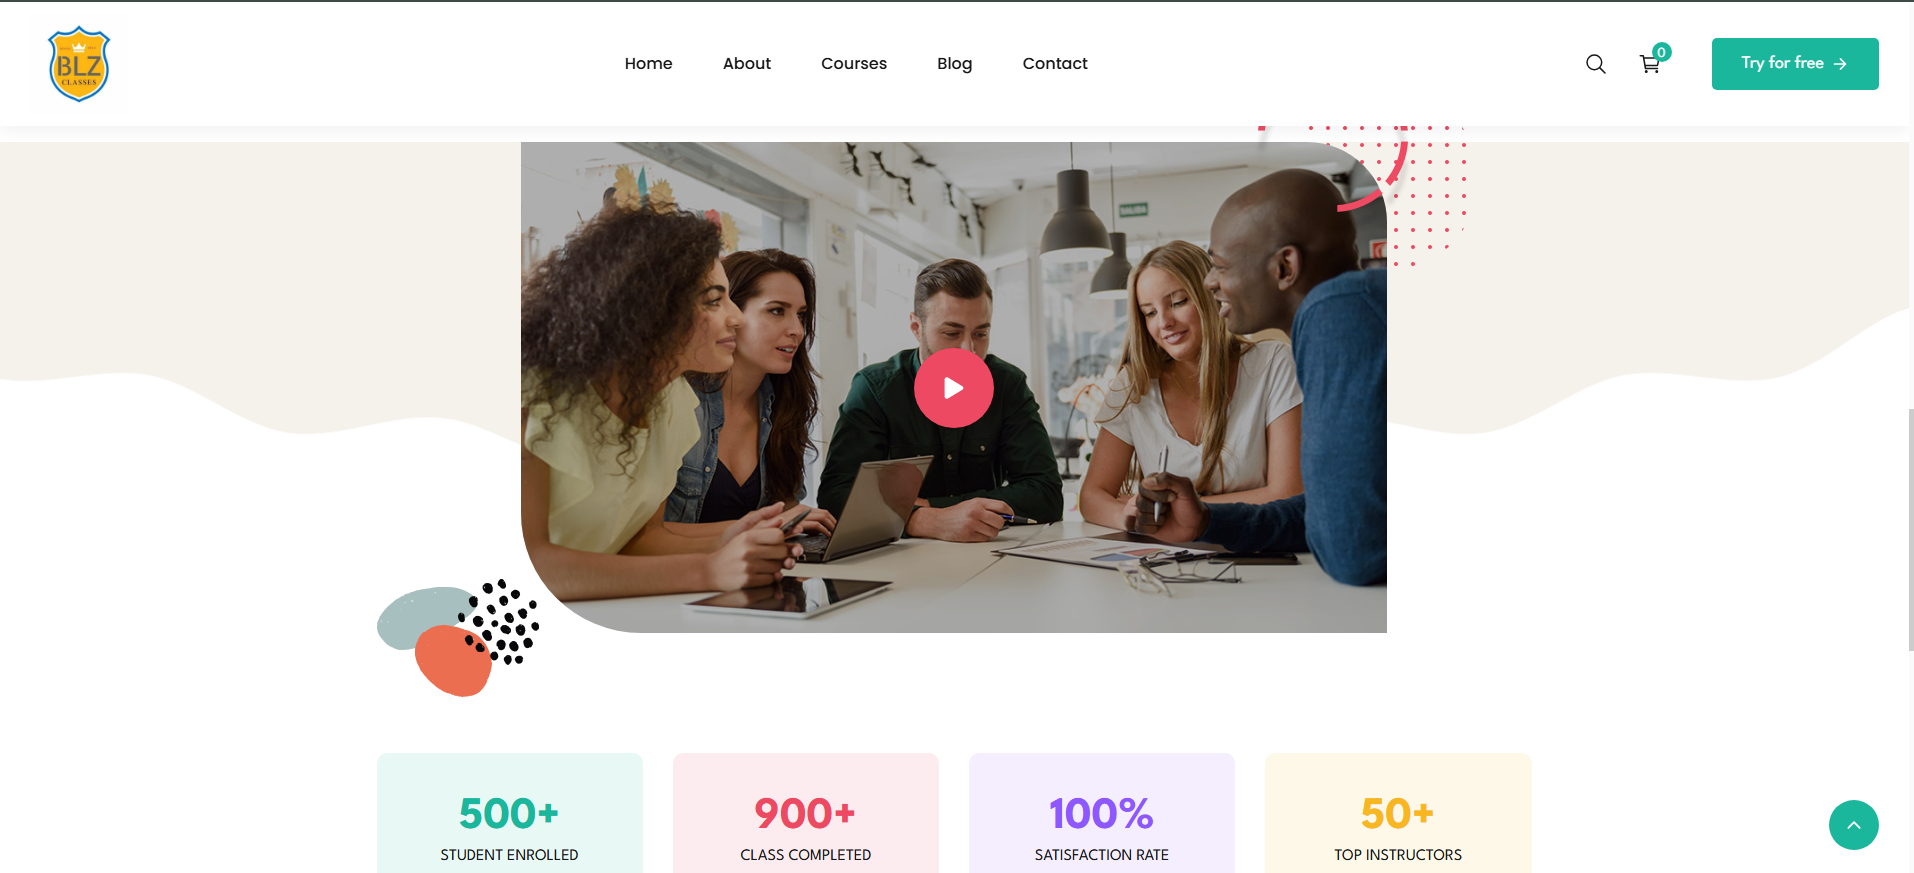 BLZ
CLASSES
Home
About
Courses
Blog
Contact
0
Try for free
SALIDA
500+
STUDENT ENROLLED
900+
CLASS COMPLETED
100%
SATISFACTION RATE
50+
TOP INSTRUCTORS